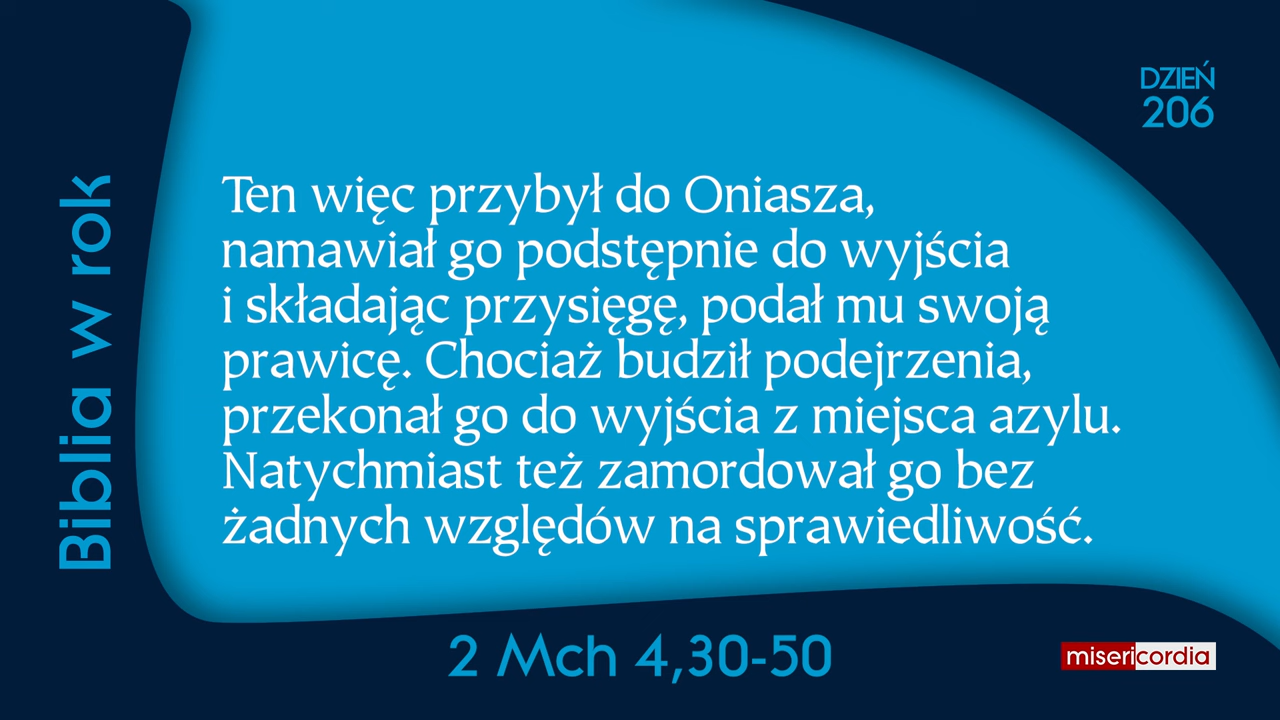 DZIEŃ
206
Biblia w rok
Ten więc przybył do Oniasza,
namawiał go podstępnie do wyjścia
i składając przysięgę, podał mu swoją
prawicę. Chociaż budził podejrzenia,
przekonał go do wyjścia z miejsca azylu.
Natychmiast też zamordował go bez
żadnych względów na sprawiedliwość.
2 Mch 4,30-50
misericordia